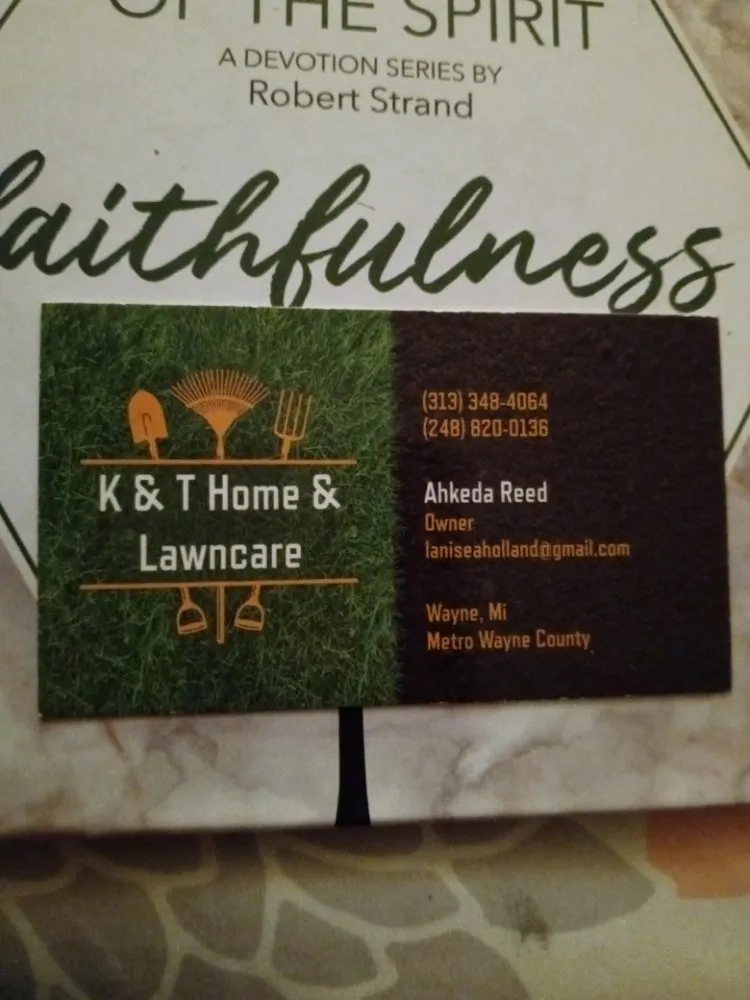 OF THE SPIRIT
A DEVOTION SERIES BY
Robert Strand
faithfulness
K & T Home &
Lawncare
(313) 348-4064
(248) 820-0136
Ahkeda Reed
Owner
laniseaholland@gmail.com
Wayne, Mi
Metro Wayne County